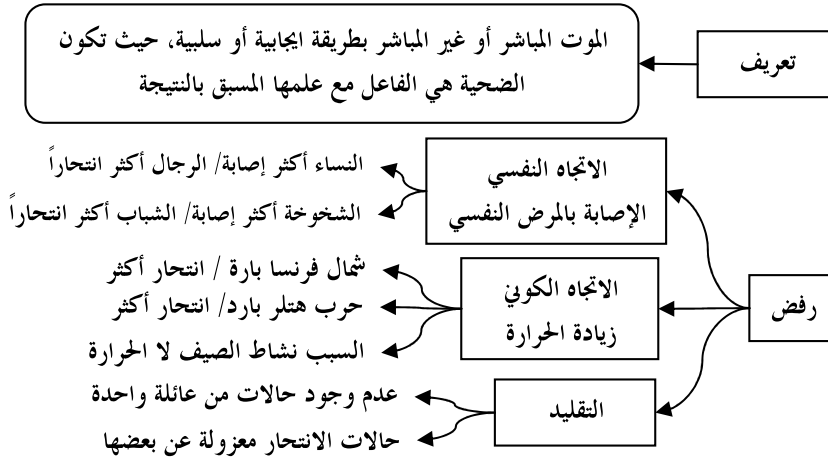 تعريف
الموت المباشر أو غير المباشر بطريقة ايجابية أو سلبية، حيث تكون
الضحية هي الفاعل مع علمها المسبق بالنتيجة
رفض
الاتجاه النفسي
الإصابة بالمرض النفسي
النساء أكثر إصابة/ الرجال أكثر انتحاراً
الشخوخة أكثر إصابة/ الشباب أكثر انتحاراً
الاتجاه الكوني
زيادة الحرارة
شمال فرنسا بارة / انتحار أكثر
حرب هتلر بارد/ انتحار أكثر
السبب نشاط الصيف لا الحرارة
التقليد
عدم وجود حالات من عائلة واحدة
حالات الانتحار معزولة عن بعضها